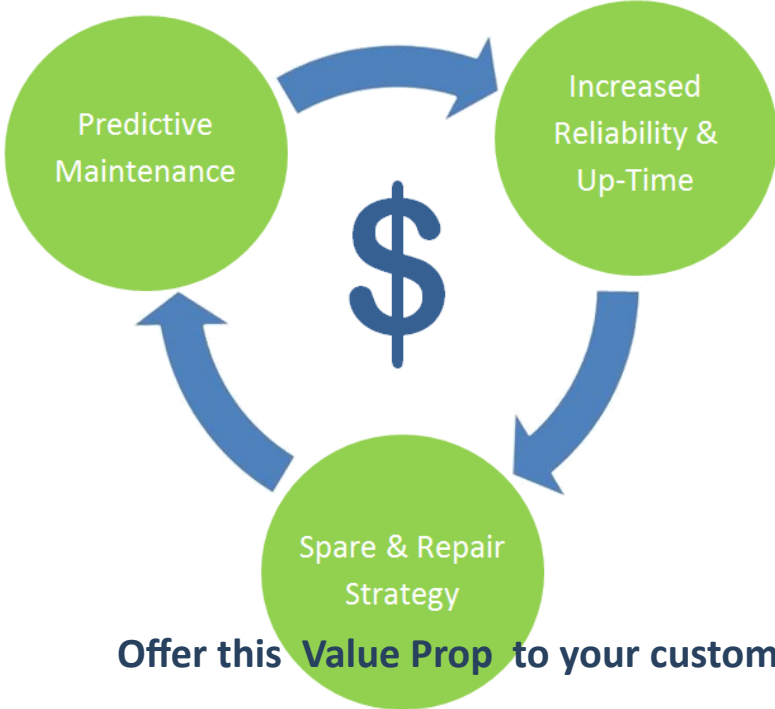 Predictive
Maintenance
Increased
Reliability &
Up-Time
$
Spare & Repair
Strategy
Offer this Value Prop to your custom